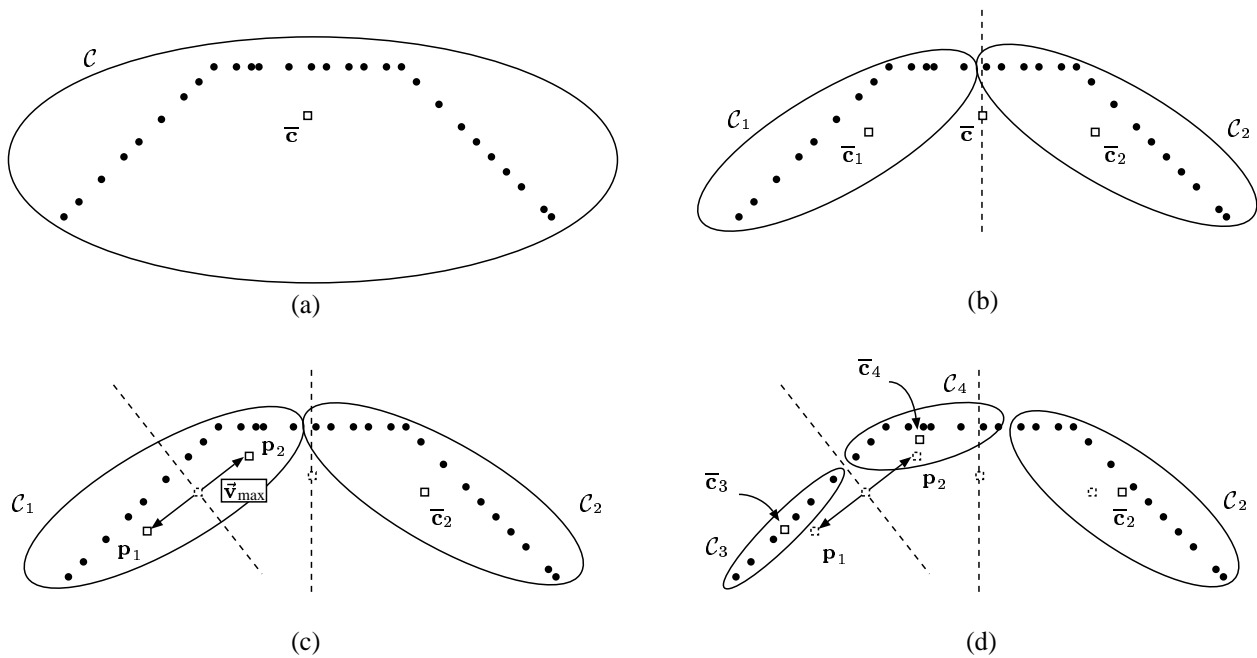 𝒞
c̅
(a)
𝒞₁
c̅₁
c̅
c̅₂
𝒞₂
(b)
𝒞₁
p₂
v⃗max
p₁
c̅₂
𝒞₂
(c)
c̅₄
𝒞₄
c̅₃
𝒞₃
p₂
p₁
c̅₂
𝒞₂
(d)